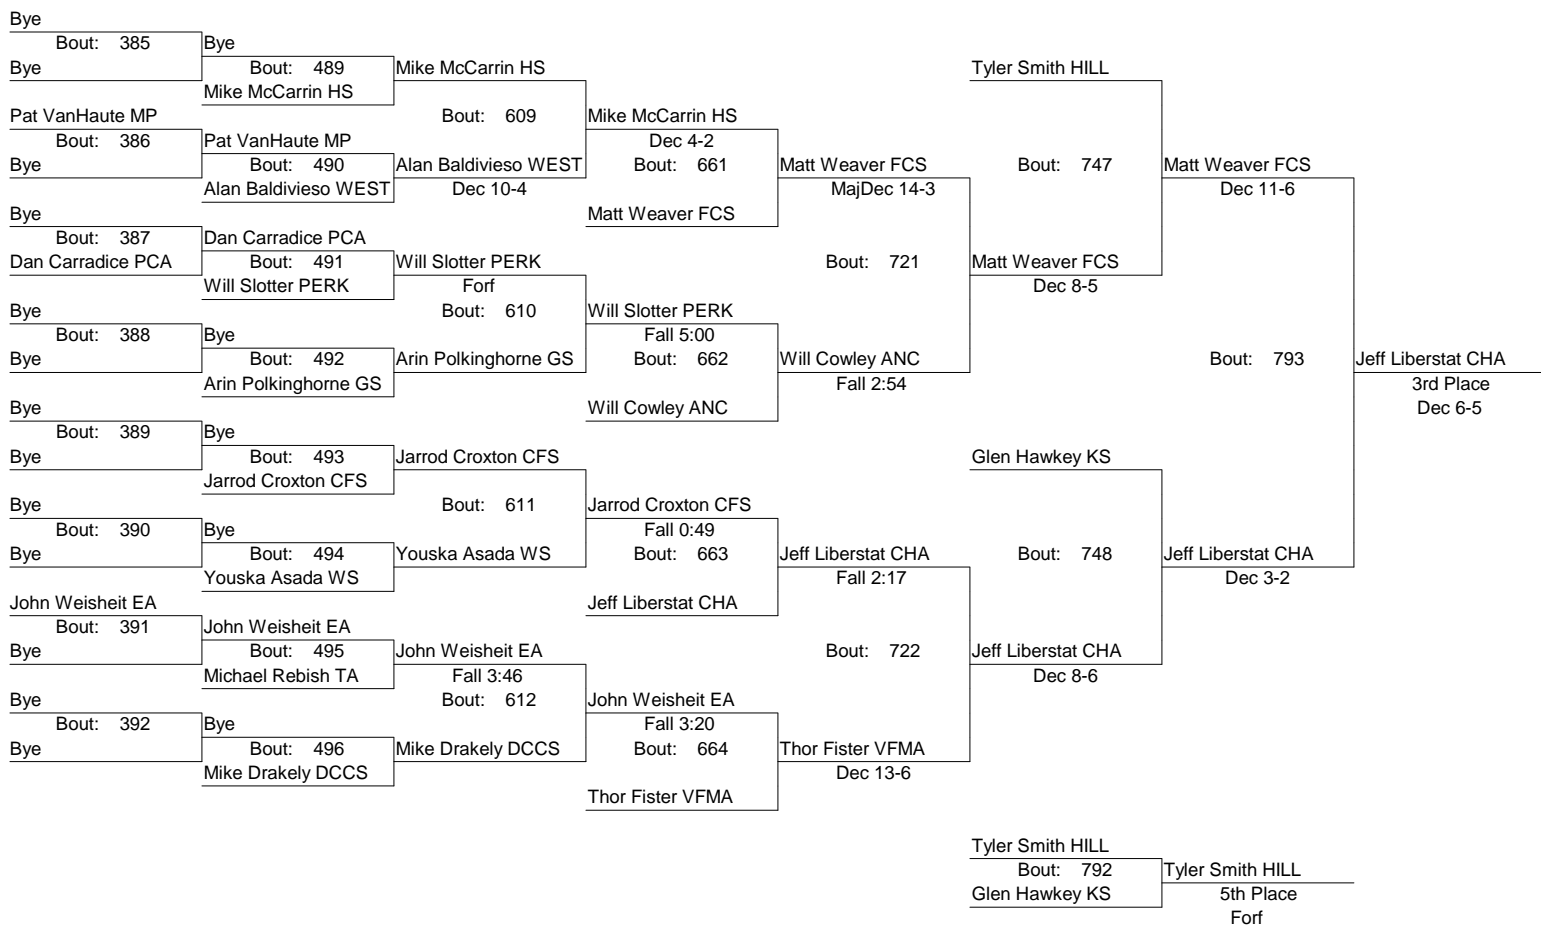 Bye
Bout: 385
Bye
Bye
Bout: 489
Mike McCarrin HS
Mike McCarrin HS
Tyler Smith HILL
Pat VanHaute MP
Bout: 386
Bye
Pat VanHaute MP
Bout: 490
Alan Baldivieso WEST
Bout: 609
Alan Baldivieso WEST
Dec 10-4
Mike McCarrin HS
Dec 4-2
Bout: 661
Matt Weaver FCS
Matt Weaver FCS
MajDec 14-3
Bout: 747
Matt Weaver FCS
Dec 11-6
Bye
Bout: 387
Dan Carradice PCA
Dan Carradice PCA
Bout: 491
Will Slotter PERK
Will Slotter PERK
Forf
Bout: 610
Bout: 721
Matt Weaver FCS
Dec 8-5
Bye
Bout: 388
Bye
Bye
Bout: 492
Arin Polkinghorne GS
Arin Polkinghorne GS
Will Slotter PERK
Fall 5:00
Bout: 662
Will Cowley ANC
Will Cowley ANC
Fall 2:54
Bout: 793
Jeff Liberstat CHA
3rd Place
Dec 6-5
Bye
Bout: 389
Bye
Bye
Bout: 493
Jarrod Croxton CFS
Jarrod Croxton CFS
Glen Hawkey KS
Bye
Bout: 390
Bye
Bye
Bout: 494
Youska Asada WS
Bout: 611
Youska Asada WS
Jarrod Croxton CFS
Fall 0:49
Bout: 663
Jeff Liberstat CHA
Jeff Liberstat CHA
Fall 2:17
Bout: 748
Jeff Liberstat CHA
Dec 3-2
John Weisheit EA
Bout: 391
Bye
John Weisheit EA
Bout: 495
Michael Rebish TA
John Weisheit EA
Fall 3:46
Bout: 612
Bout: 722
Jeff Liberstat CHA
Dec 8-6
Bye
Bout: 392
Bye
Bye
Bout: 496
Mike Drakely DCCS
Mike Drakely DCCS
John Weisheit EA
Fall 3:20
Bout: 664
Thor Fister VFMA
Thor Fister VFMA
Dec 13-6
Tyler Smith HILL
Bout: 792
Glen Hawkey KS
Tyler Smith HILL
5th Place
Forf